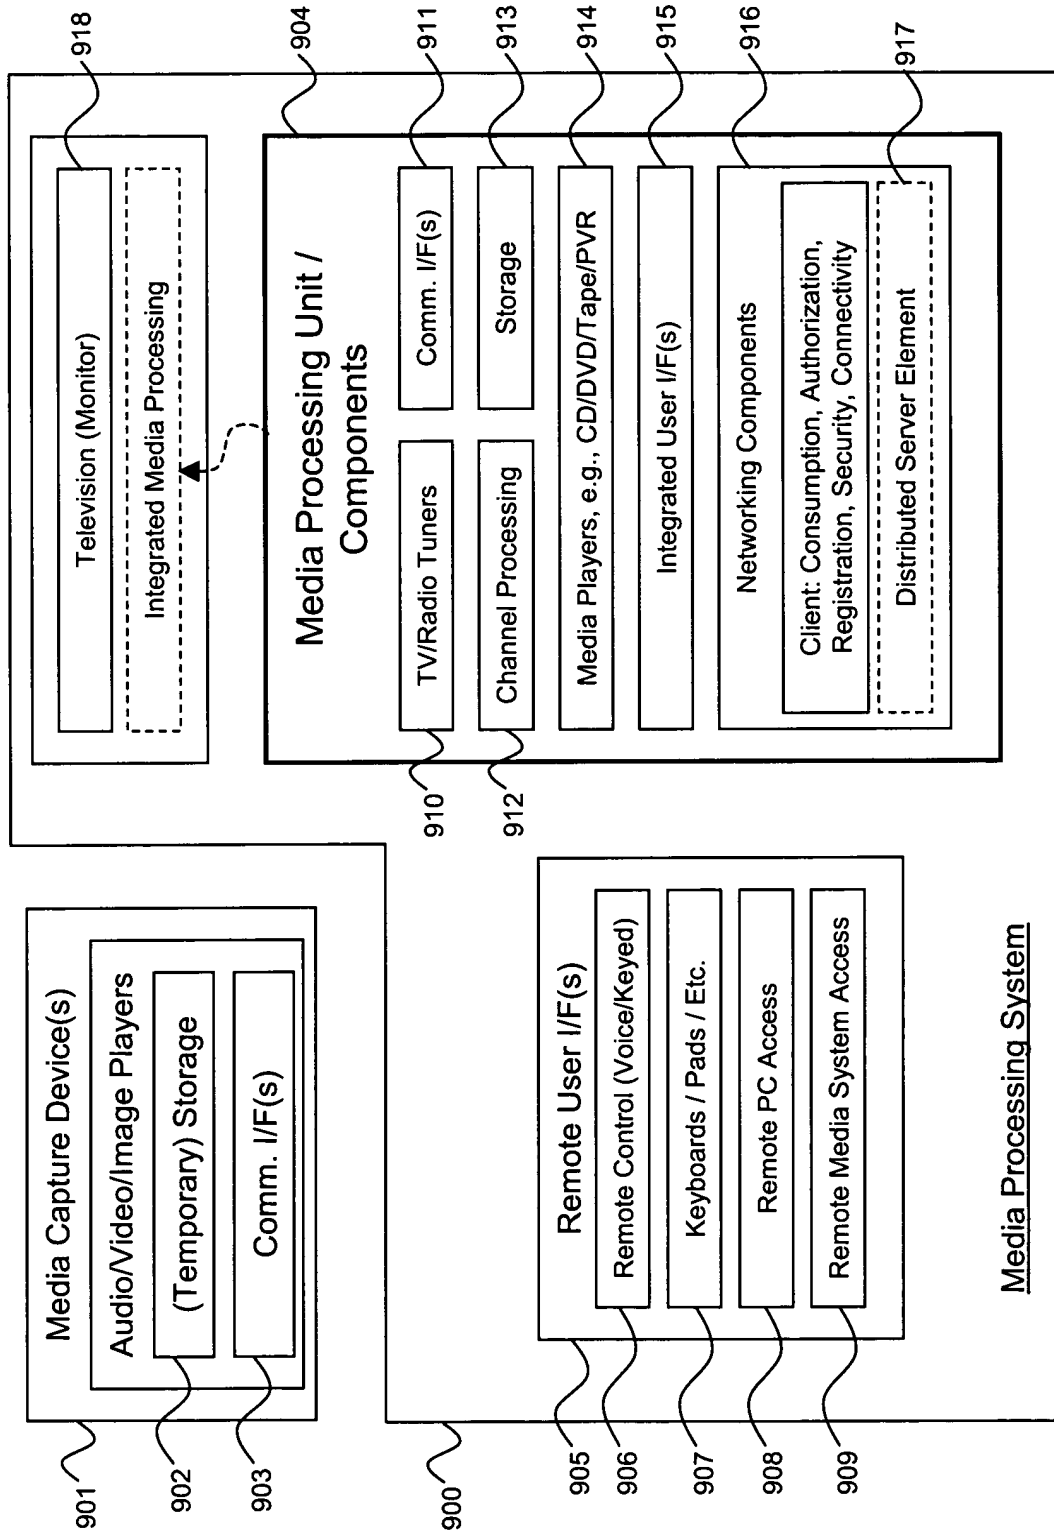 Media Capture Device(s)
Audio/Video/Image Players
(Temporary) Storage
Comm. I/F(s)
901
902
903
900
Remote User I/F(s)
Remote Control (Voice/Keyed)
Keyboards / Pads / Etc.
Remote PC Access
Remote Media System Access
905
906
907
908
909
Television (Monitor)
Integrated Media Processing
918
Media Processing Unit /
Components
904
TV/Radio Tuners
Comm. I/F(s)
910
911
Channel Processing
Storage
912
913
Media Players, e.g., CD/DVD/Tape/PVR
914
Integrated User I/F(s)
915
Networking Components
916
Client: Consumption, Authorization,
Registration, Security, Connectivity
Distributed Server Element
917
Media Processing System